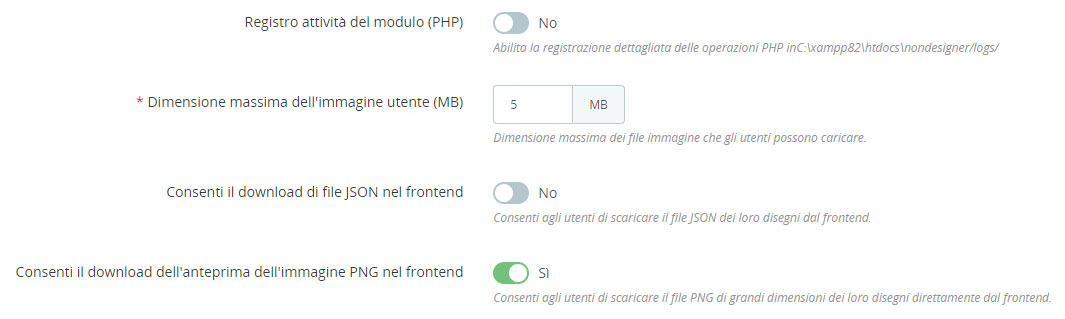 Registro attività del modulo (PHP) No
Abilita la registrazione dettagliata delle operazioni PHP inC:\xampp82\htdocs\nondesigner/logs/
* Dimensione massima dell'immagine utente (MB) 5 MB
Dimensione massima dei file immagine che gli utenti possono caricare.
Consenti il download di file JSON nel frontend No
Consenti agli utenti di scaricare il file JSON dei loro disegni dal frontend.
Consenti il download dell'anteprima dell'immagine PNG nel frontend Sì
Consenti agli utenti di scaricare il file PNG di grandi dimensioni dei loro disegni direttamente dal frontend.